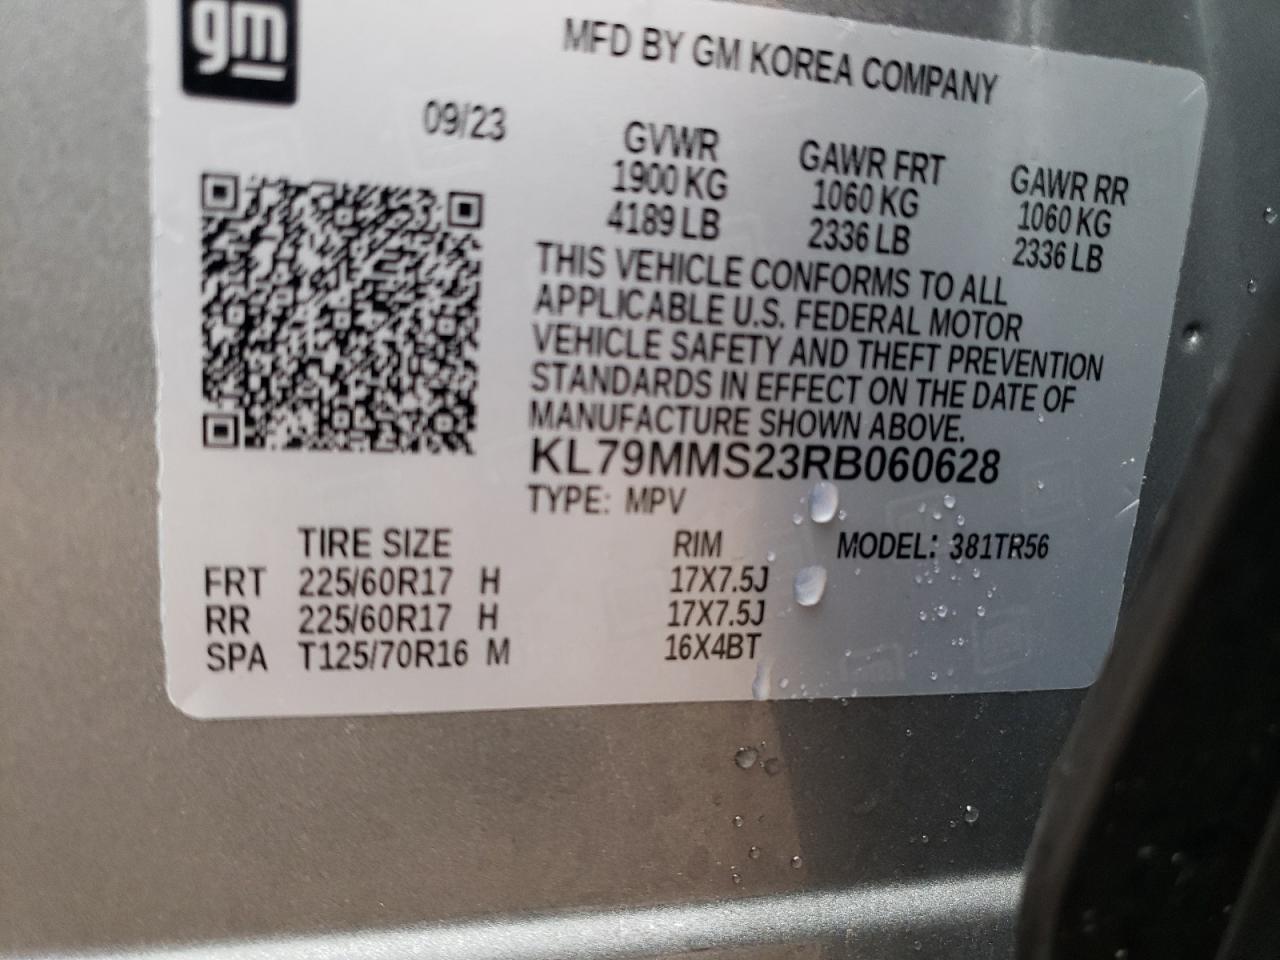 gm
MFD BY GM KOREA COMPANY
09/23
GVWR GAWR FRT GAWR RR
1900 KG 1060 KG 1060 KG
4189 LB 2336 LB 2336 LB
THIS VEHICLE CONFORMS TO ALL
APPLICABLE U.S. FEDERAL MOTOR
VEHICLE SAFETY AND THEFT PREVENTION
STANDARDS IN EFFECT ON THE DATE OF
MANUFACTURE SHOWN ABOVE.
KL79MMS23RB060628
TYPE: MPV
TIRE SIZE RIM MODEL: 381TR56
FRT 225/60R17 H 17X7.5J
RR 225/60R17 H 17X7.5J
SPA T125/70R16 M 16X4BT